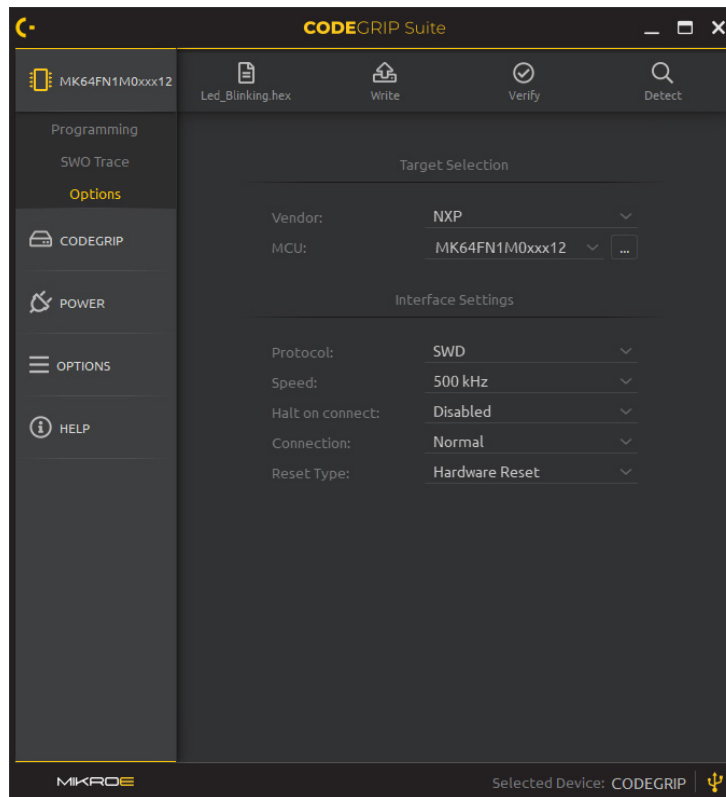 CODEGRIP Suite
MK64FN1M0xxx12
Led_Blinking.hex
Write
Verify
Detect
Programming
SWO Trace
Options
CODEGRIP
POWER
OPTIONS
HELP
Target Selection
Vendor: NXP
MCU: MK64FN1M0xxx12 ...
Interface Settings
Protocol: SWD
Speed: 500 kHz
Halt on connect: Disabled
Connection: Normal
Reset Type: Hardware Reset
MIKROE
Selected Device: CODEGRIP